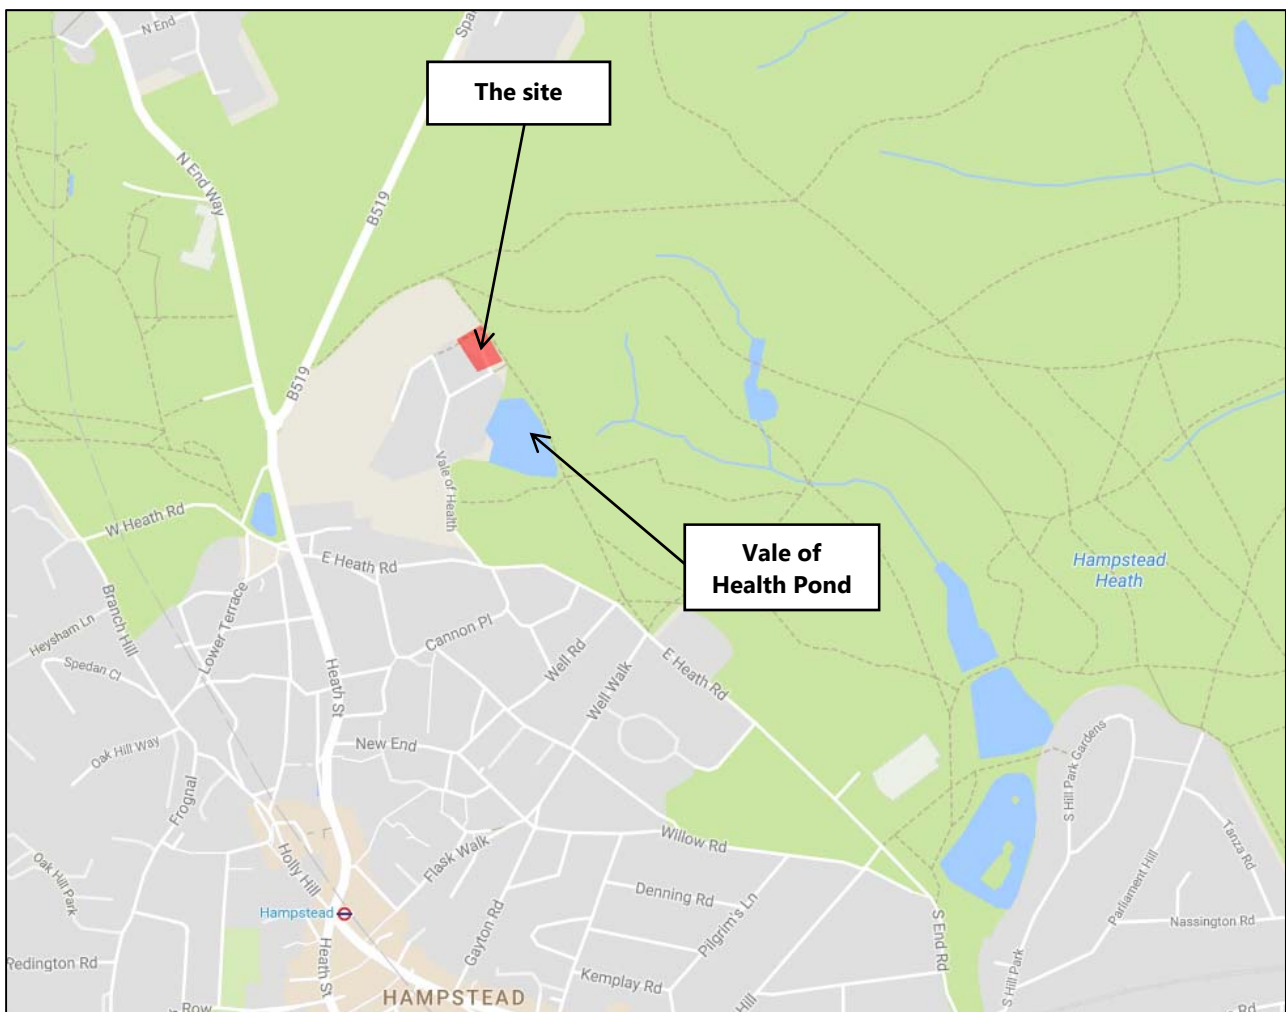 N End
Spa
The site
N End Way
B519
B519
Vale of Health
W Heath Rd
E Heath Rd
Vale of
Health Pond
Hampstead
Heath
Branch Hill
Heysham Ln
Lower Terrace
Spedan Cl
Cannon Pl
Well Rd
Well Walk
E Heath Rd
Heath St
Oak Hill Way
New End
Frognal
S Hill Park Gardens
Tanza Rd
Willow Rd
Flask Walk
Holly Hill
Oak Hill Park
Denning Rd
Pilgrim's Ln
Parliament Hill
Nassington Rd
Hampstead
Gayton Rd
S End Rd
Heath St
Redington Rd
Kemplay Rd
S Hill Park
HAMPSTEAD
Row
Hill